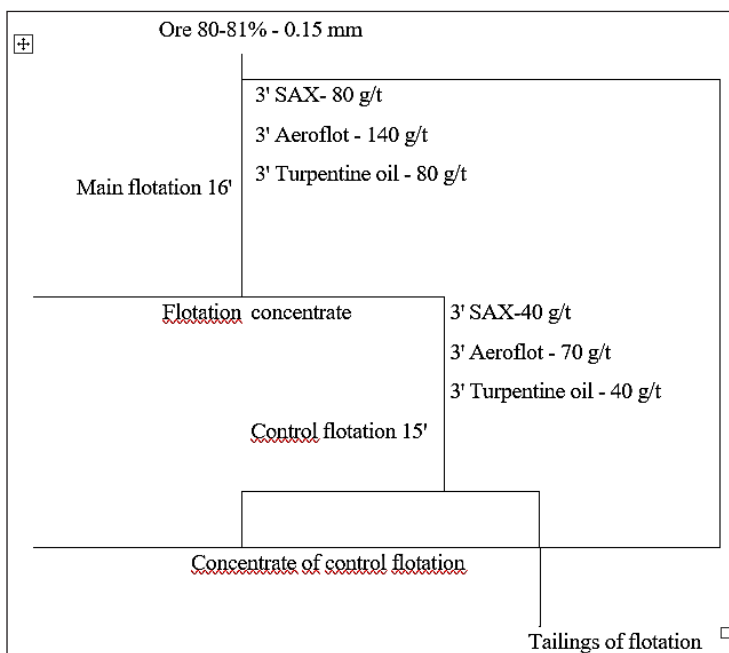 Ore 80-81% - 0.15 mm
3' SAX- 80 g/t
3' Aeroflot - 140 g/t
3' Turpentine oil - 80 g/t
Main flotation 16'
Flotation concentrate
3' SAX-40 g/t
3' Aeroflot - 70 g/t
3' Turpentine oil - 40 g/t
Control flotation 15'
Concentrate of control flotation
Tailings of flotation